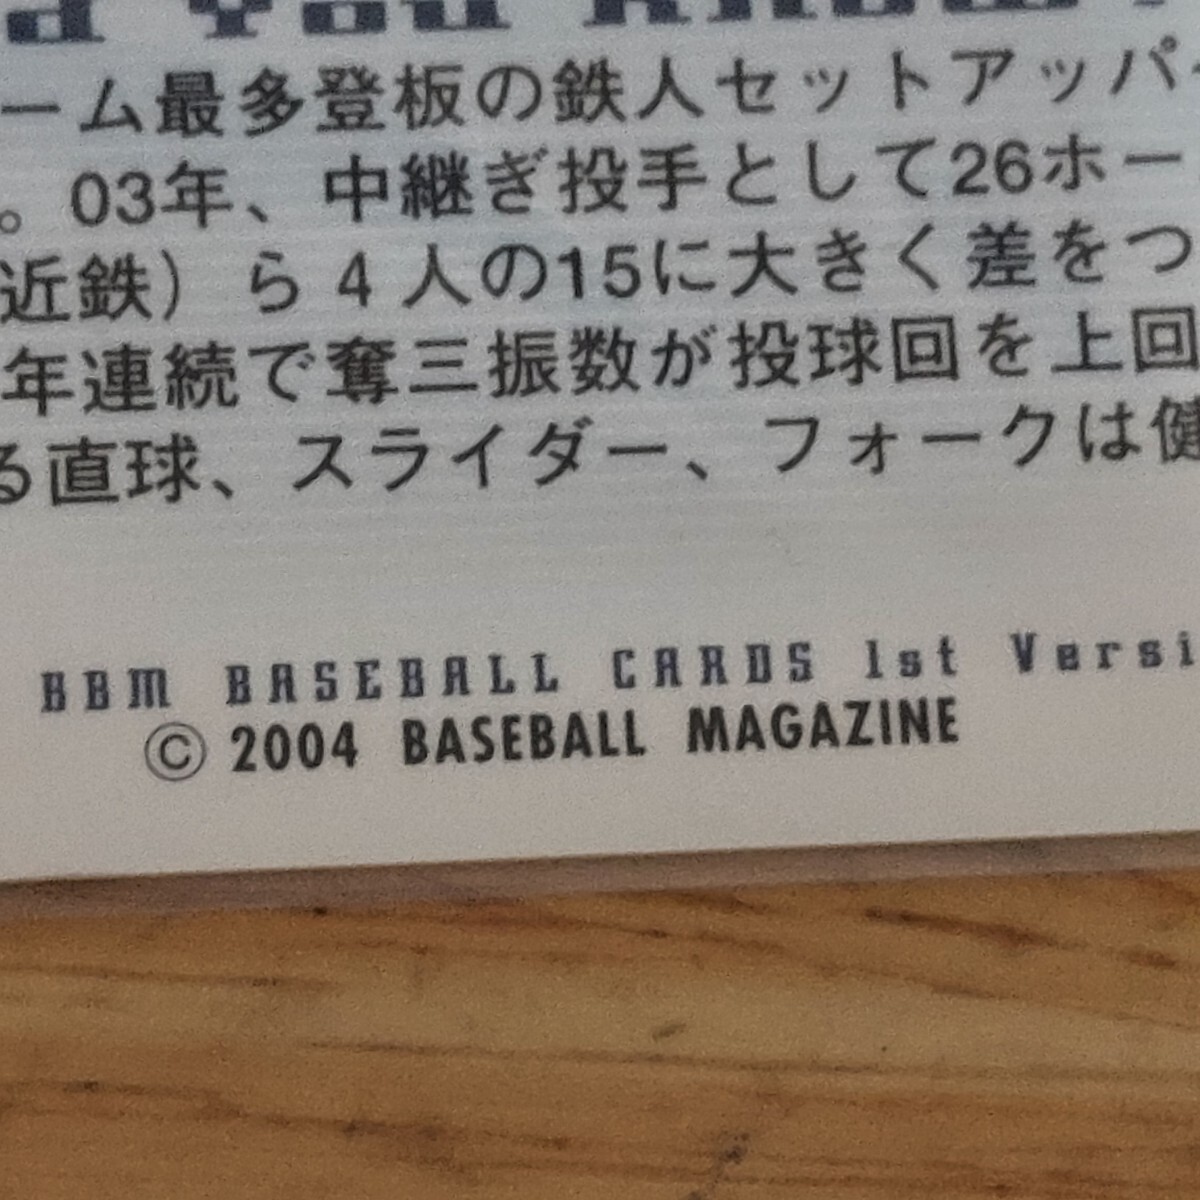 d You Know?
ーム最多登板の鉄人セットアッパー
。03年、中継ぎ投手として26ホー
近鉄）ら４人の15に大きく差をつ
年連続で奪三振数が投球回を上回
る直球、スライダー、フォークは健
BBM BASEBALL CARDS 1st Versi
© 2004 BASEBALL MAGAZINE